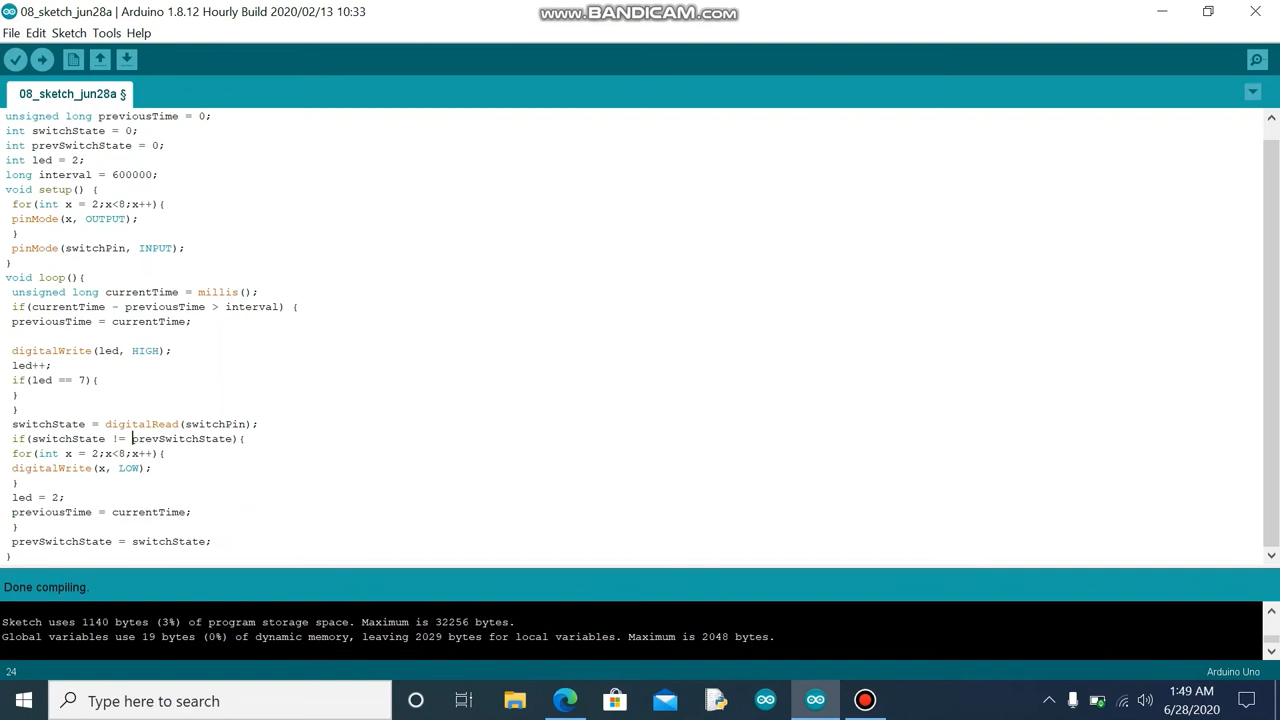 08_sketch_jun28a | Arduino 1.8.12 Hourly Build 2020/02/13 10:33
www.BANDICAM.com
File Edit Sketch Tools Help
08_sketch_jun28a §
unsigned long previousTime = 0;
int switchState = 0;
int prevSwitchState = 0;
int led = 2;
long interval = 600000;
void setup() {
for(int x = 2;x<8;x++){
pinMode(x, OUTPUT);
}
pinMode(switchPin, INPUT);
}
void loop(){
unsigned long currentTime = millis();
if(currentTime - previousTime > interval) {
previousTime = currentTime;
digitalWrite(led, HIGH);
led++;
if(led == 7){
}
}
switchState = digitalRead(switchPin);
if(switchState != prevSwitchState){
for(int x = 2;x<8;x++){
digitalWrite(x, LOW);
}
led = 2;
previousTime = currentTime;
}
prevSwitchState = switchState;
}
Done compiling.
Sketch uses 1140 bytes (3%) of program storage space. Maximum is 32256 bytes.
Global variables use 19 bytes (0%) of dynamic memory, leaving 2029 bytes for local variables. Maximum is 2048 bytes.
24
Arduino Uno
Type here to search
1:49 AM
6/28/2020